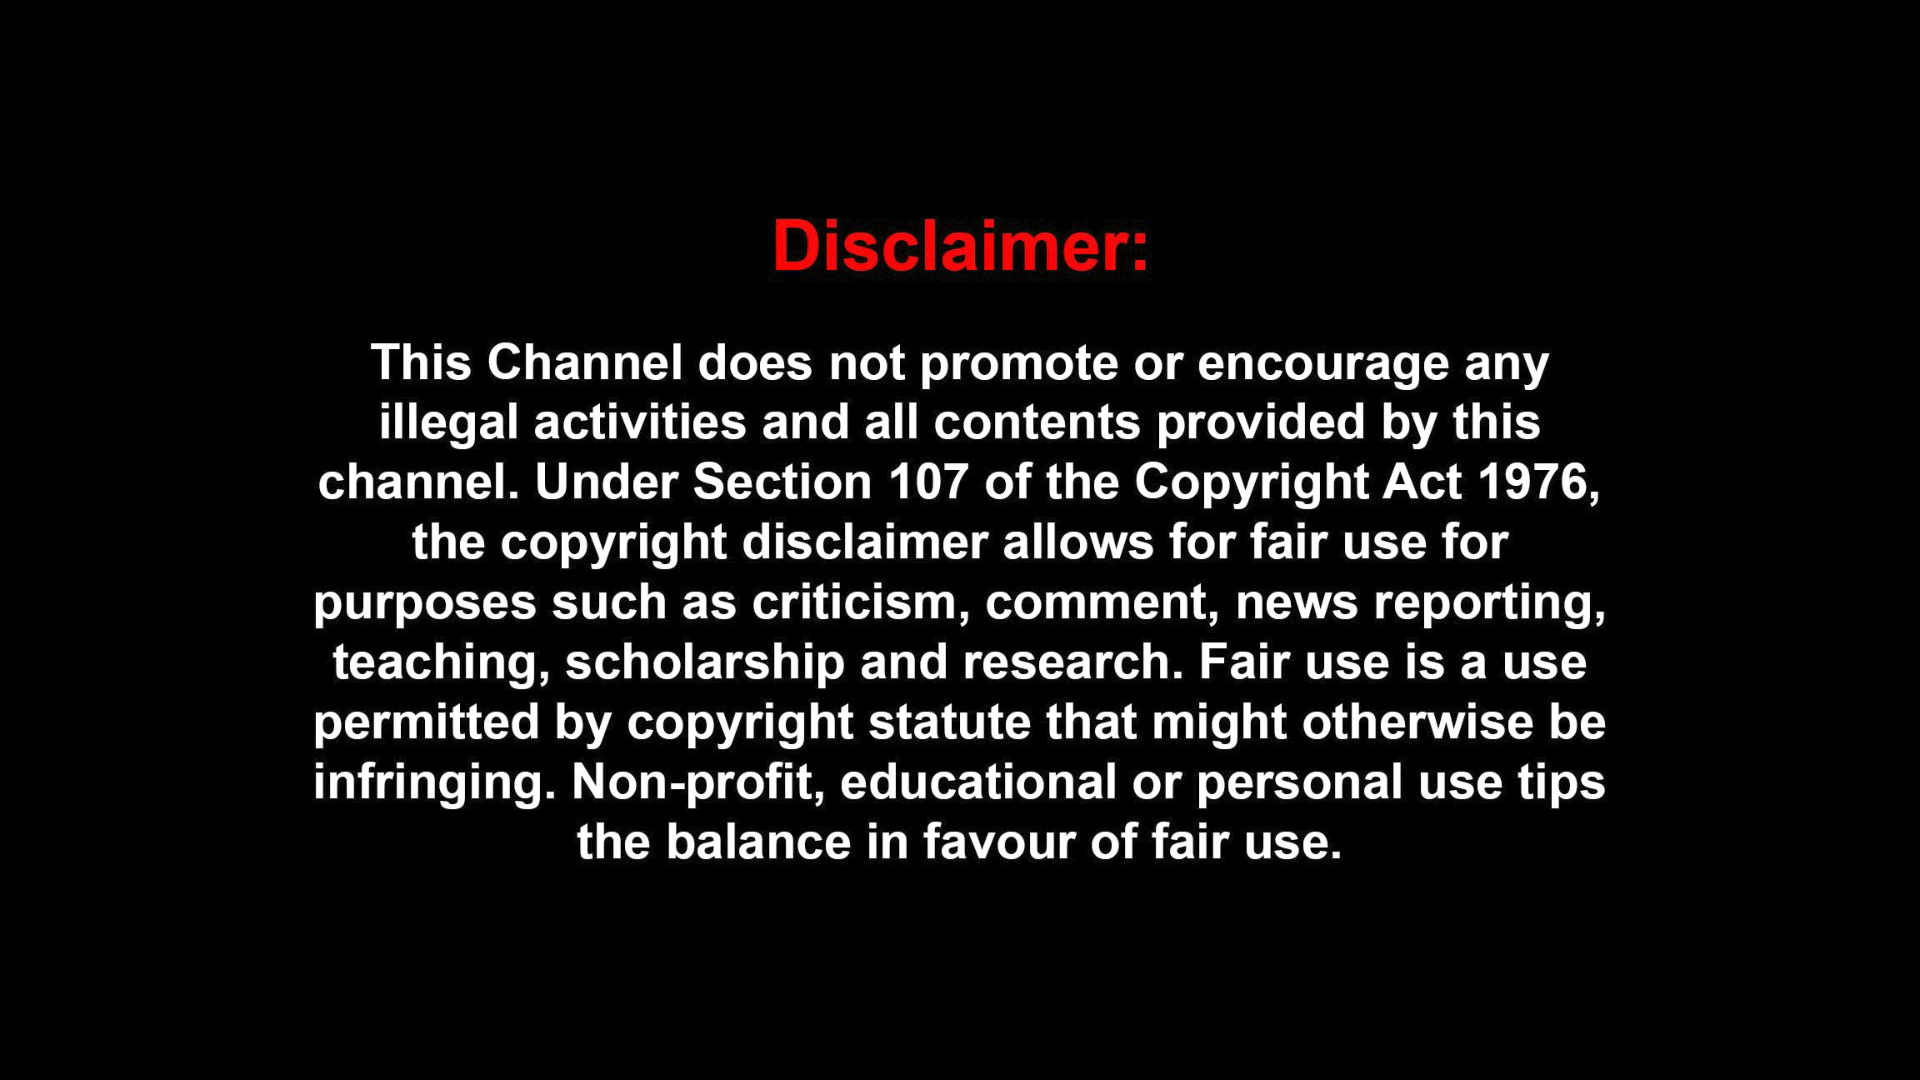 Disclaimer:
This Channel does not promote or encourage any
illegal activities and all contents provided by this
channel. Under Section 107 of the Copyright Act 1976,
the copyright disclaimer allows for fair use for
purposes such as criticism, comment, news reporting,
teaching, scholarship and research. Fair use is a use
permitted by copyright statute that might otherwise be
infringing. Non-profit, educational or personal use tips
the balance in favour of fair use.